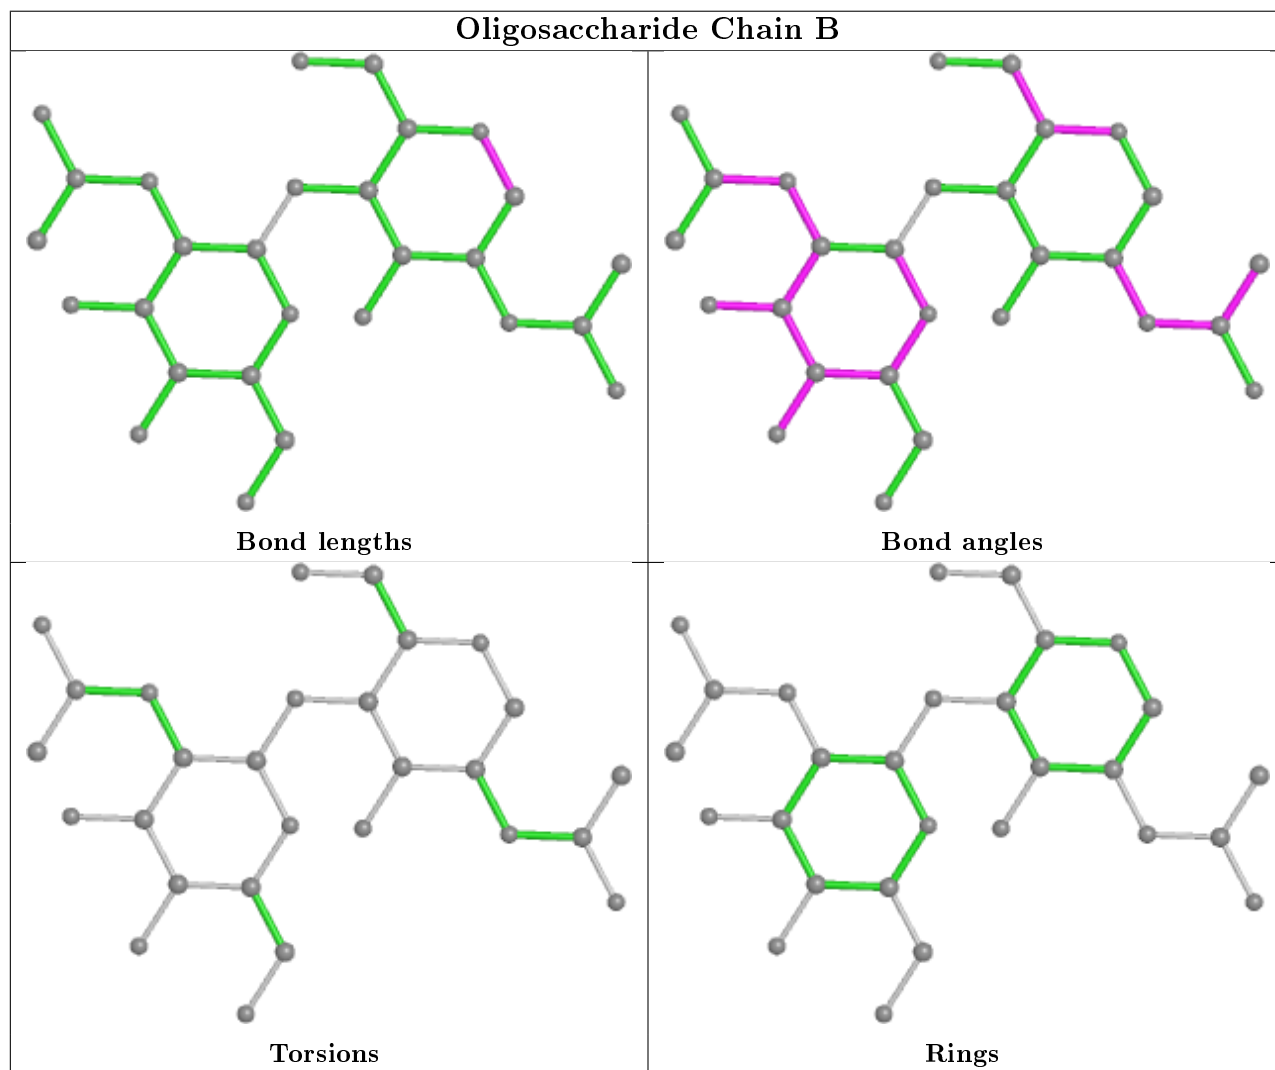 Oligosaccharide Chain B
Bond lengths
Bond angles
Torsions
Rings